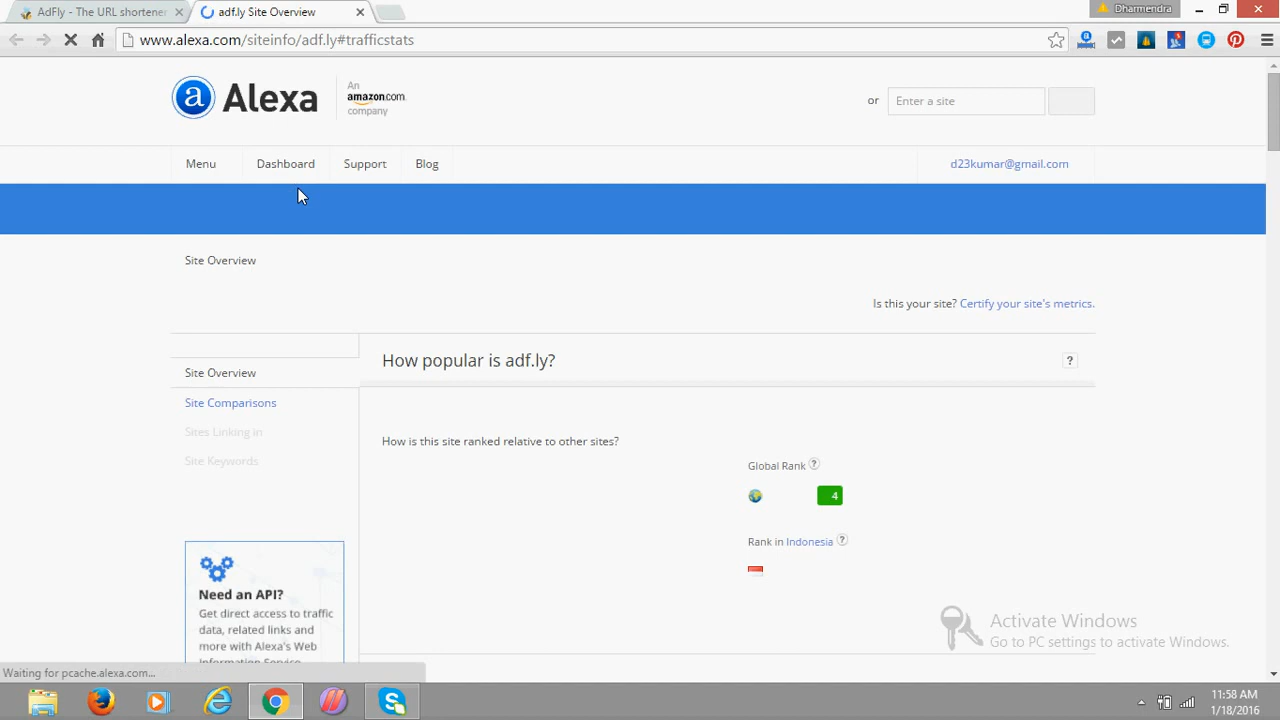 AdFly - The URL shortener
adf.ly Site Overview
Dharmendra
www.alexa.com/siteinfo/adf.ly#trafficstats
a Alexa
An
amazon.com
company
or
Enter a site
Menu
Dashboard
Support
Blog
d23kumar@gmail.com
Site Overview
Is this your site? Certify your site's metrics.
Site Overview
How popular is adf.ly?
?
Site Comparisons
Sites Linking in
How is this site ranked relative to other sites?
Site Keywords
Global Rank ?
4
Rank in Indonesia ?
Need an API?
Get direct access to traffic
data, related links and
more with Alexa's Web
Information Service
Activate Windows
Go to PC settings to activate Windows.
Waiting for pcache.alexa.com...
11:58 AM
1/18/2016